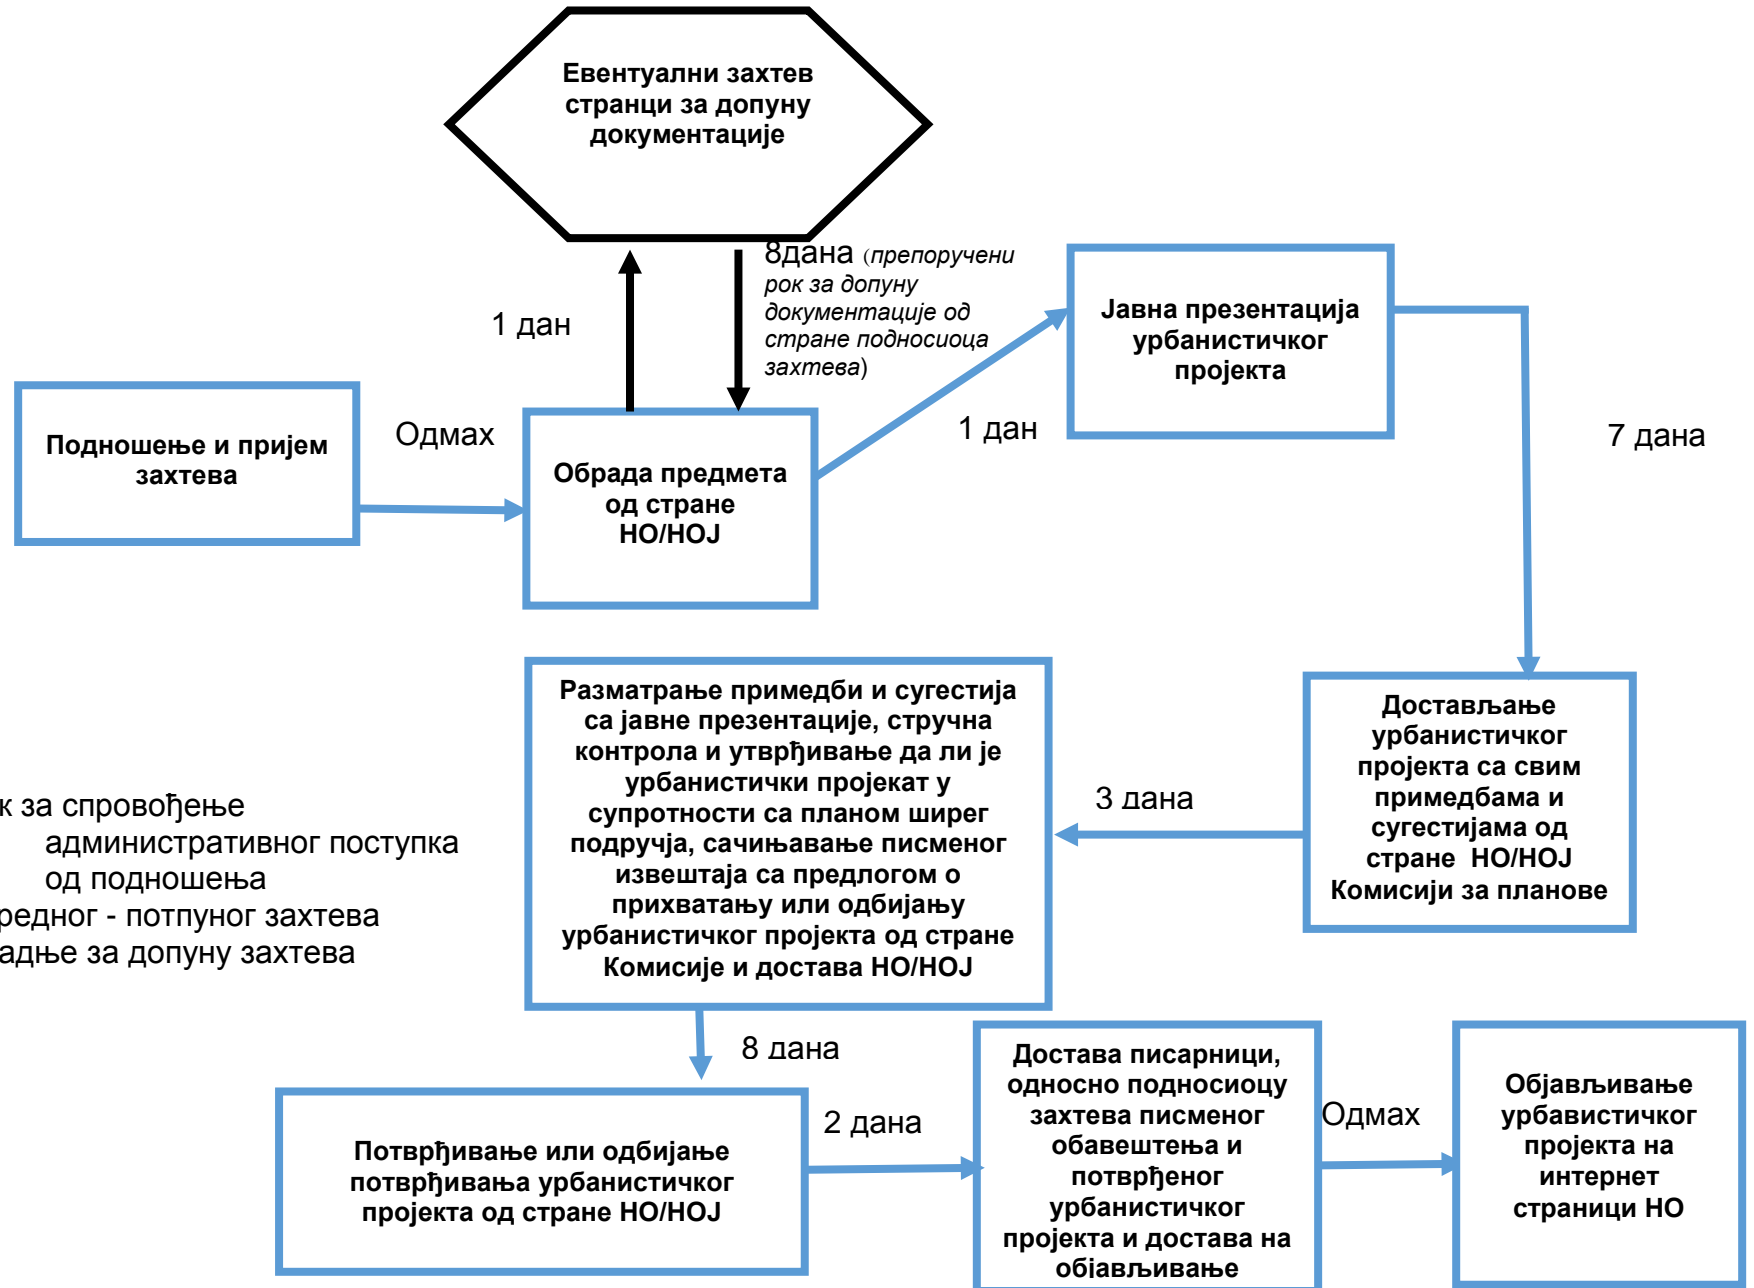 Евентуални захтев
странци за допуну
документације
8дана (препоручени
рок за допуну
документације од
стране подносиоца
захтева)
1 дан
Јавна презентација
урбанистичког
пројекта
Подношење и пријем
захтева
Одмах
Обрада предмета
од стране
НО/НОЈ
1 дан
7 дана
Достављање
урбанистичког
пројекта са свим
примедбама и
сугестијама од
стране НО/НОЈ
Комисији за планове
3 дана
Разматрање примедби и сугестија
са јавне презентације, стручна
контрола и утврђивање да ли је
урбанистички пројекат у
супротности са планом ширег
подручја, сачињавање писменог
извештаја са предлогом о
прихватању или одбијању
урбанистичког пројекта од стране
Комисије и достава НО/НОЈ
к за спровођење
административног поступка
од подношења
редног - потпуног захтева
адње за допуну захтева
8 дана
Потврђивање или одбијање
потврђивања урбанистичког
пројекта од стране НО/НОЈ
2 дана
Достава писарници,
односно подносиоцу
захтева писменог
обавештења и
потврђеног
урбанистичког
пројекта и достава на
објављивање
Одмах
Објављивање
урбавистичког
пројекта на
интернет
страници НО